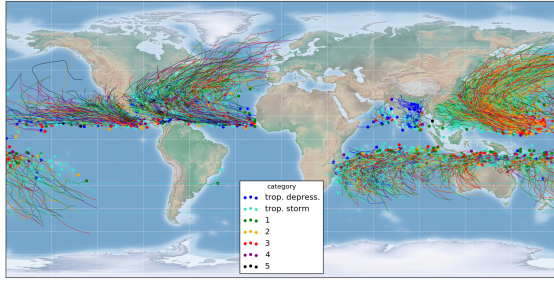 category
trop. depress.
trop. storm
1
2
3
4
5